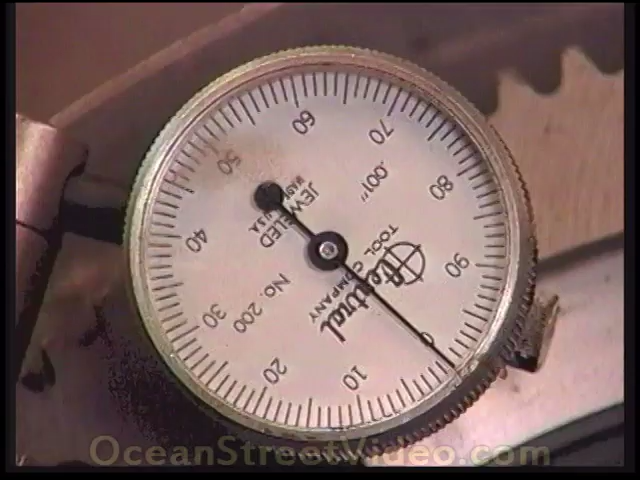 0
10
20
30
40
50
60
70
80
90
.001"
JEWELED
MADE U.S.A.
Central
TOOL COMPANY
No. 200
OceanStreetVideo.com